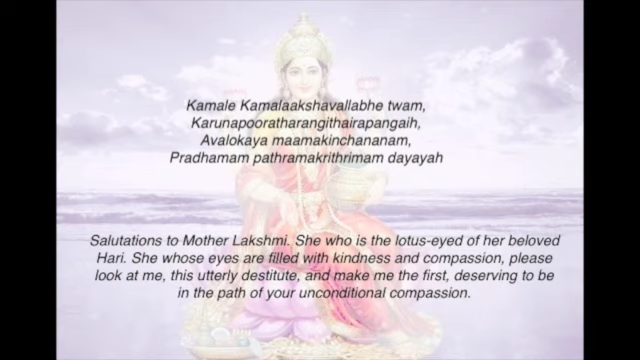 Kamale Kamalaakshavallabhe twam,
Karunapooratharangithairapangaih,
Avalokaya maamakinchananam,
Pradhamam pathramakrithrimam dayayah
Salutations to Mother Lakshmi. She who is the lotus-eyed of her beloved
Hari. She whose eyes are filled with kindness and compassion, please
look at me, this utterly destitute, and make me the first, deserving to be
in the path of your unconditional compassion.